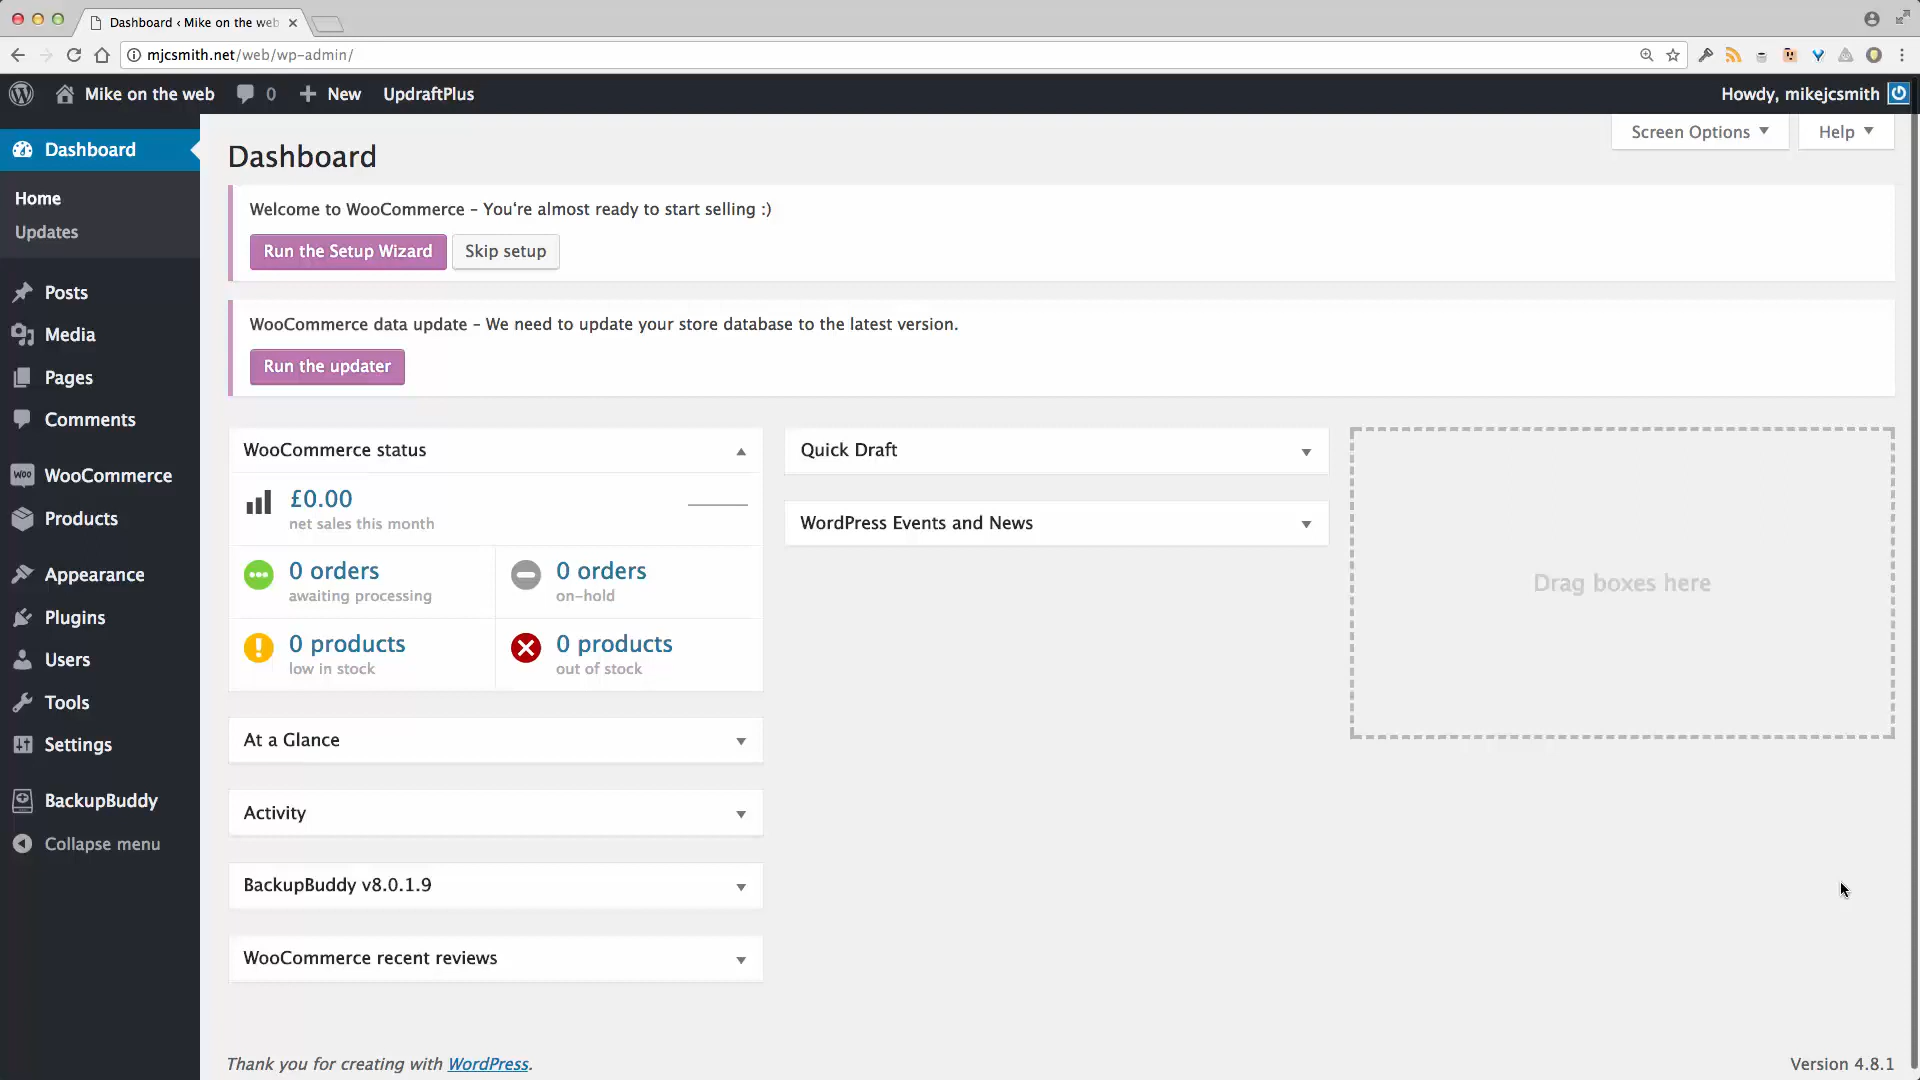 Dashboard ‹ Mike on the web
mjcsmith.net/web/wp-admin/
Mike on the web
0
New
UpdraftPlus
Howdy, mikejcsmith
Dashboard
Home
Updates
Posts
Media
Pages
Comments
woo
WooCommerce
Products
Appearance
Plugins
Users
Tools
Settings
BackupBuddy
Collapse menu
Screen Options
Help
Dashboard
Welcome to WooCommerce – You're almost ready to start selling :)
Run the Setup Wizard
Skip setup
WooCommerce data update – We need to update your store database to the latest version.
Run the updater
WooCommerce status
£0.00
net sales this month
0 orders
awaiting processing
0 orders
on-hold
0 products
low in stock
0 products
out of stock
At a Glance
Activity
BackupBuddy v8.0.1.9
WooCommerce recent reviews
Quick Draft
WordPress Events and News
Drag boxes here
Thank you for creating with WordPress.
Version 4.8.1